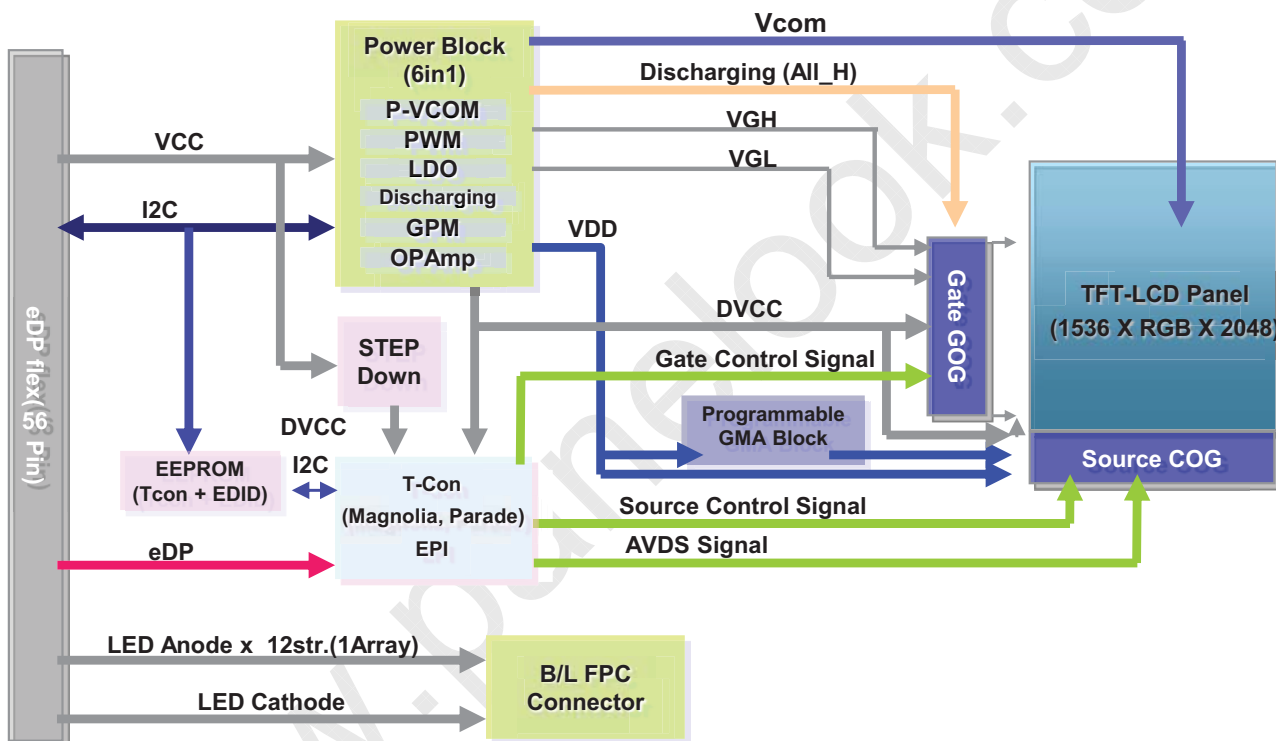 Vcom
Power Block
(6in1)
Discharging (All_H)
P-VCOM
VGH
PWM
VCC
VGL
LDO
Discharging
I2C
GPM
VDD
OPAmp
eDP flex(56 Pin)
Gate GOG
TFT-LCD Panel
(1536 X RGB X 2048)
DVCC
STEP
Down
Gate Control Signal
Programmable
GMA Block
DVCC
I2C
EEPROM
(Tcon + EDID)
T-Con
(Magnolia, Parade)
EPI
Source COG
Source Control Signal
eDP
AVDS Signal
LED Anode x 12str.(1Array)
B/L FPC
Connector
LED Cathode
w.panelook.c